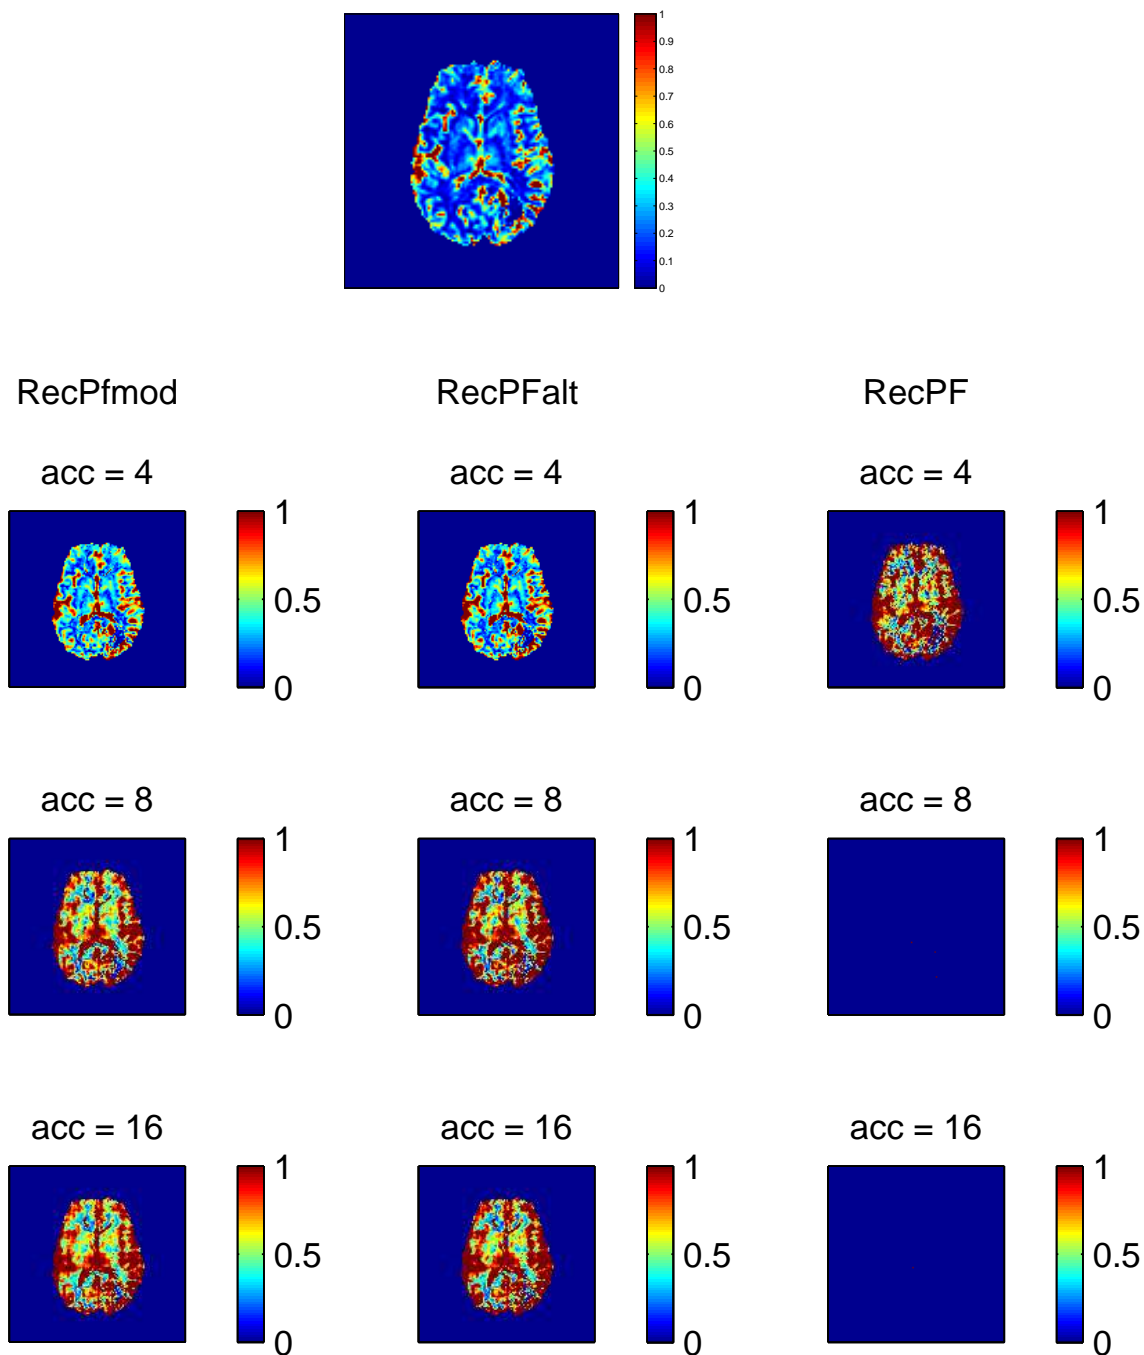 1
0.9
0.8
0.7
0.6
0.5
0.4
0.3
0.2
0.1
0
RecPfmod RecPFalt RecPF
acc = 4 acc = 4 acc = 4
1 1 1
0.5 0.5 0.5
0 0 0
acc = 8 acc = 8 acc = 8
1 1 1
0.5 0.5 0.5
0 0 0
acc = 16 acc = 16 acc = 16
1 1 1
0.5 0.5 0.5
0 0 0